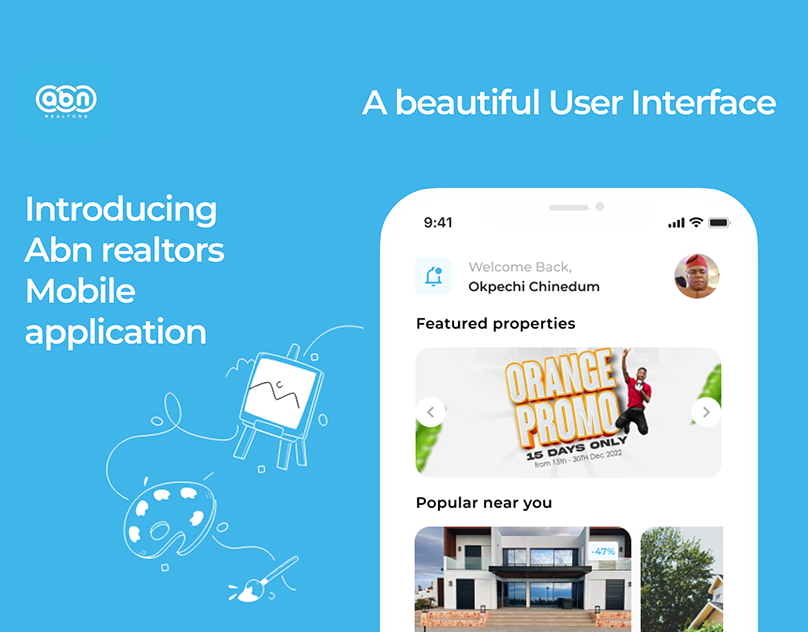 abn
REALTORS
A beautiful User Interface
Introducing
Abn realtors
Mobile
application
9:41
Welcome Back,
Okpechi Chinedum
Featured properties
ORANGE
PROMO
15 DAYS ONLY
from 15th - 30TH Dec 2022
Popular near you
-47%